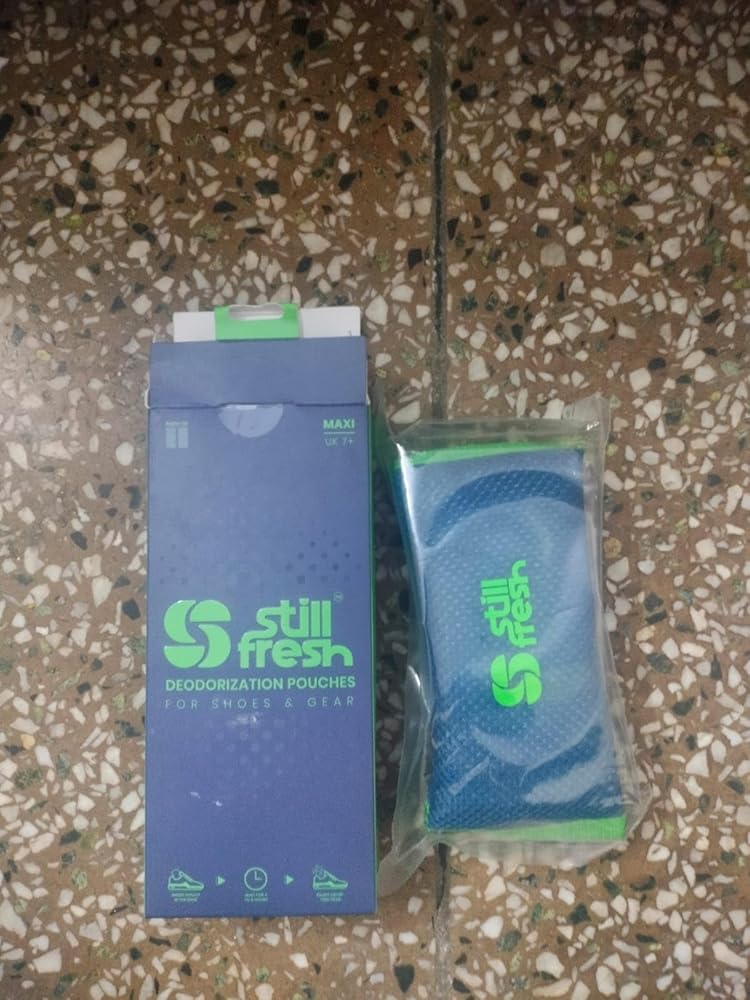 MAXI
UK 7+
still
fresh
DEODORIZATION POUCHES
FOR SHOES & GEAR
still
fresh